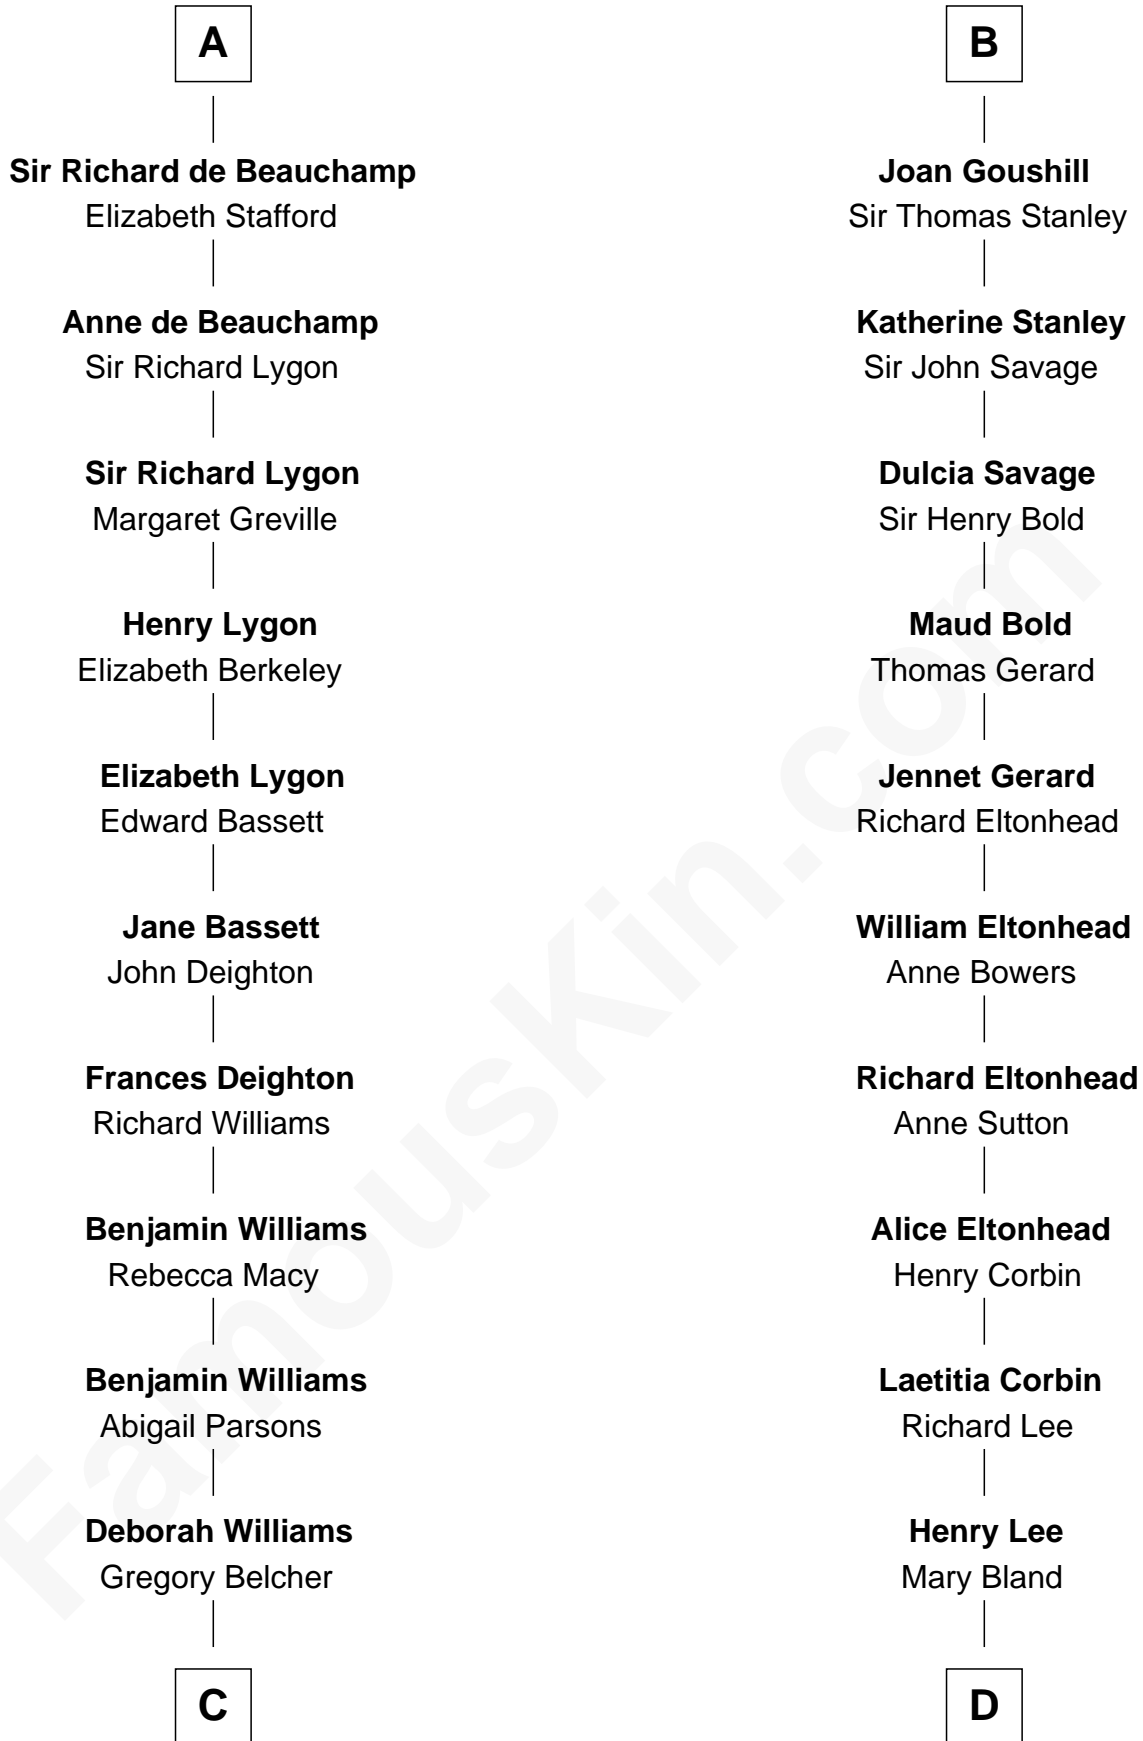 A
Sir Richard de Beauchamp
Elizabeth Stafford
Anne de Beauchamp
Sir Richard Lygon
Sir Richard Lygon
Margaret Greville
Henry Lygon
Elizabeth Berkeley
Elizabeth Lygon
Edward Bassett
Jane Bassett
John Deighton
Frances Deighton
Richard Williams
Benjamin Williams
Rebecca Macy
Benjamin Williams
Abigail Parsons
Deborah Williams
Gregory Belcher
C
B
Joan Goushill
Sir Thomas Stanley
Katherine Stanley
Sir John Savage
Dulcia Savage
Sir Henry Bold
Maud Bold
Thomas Gerard
Jennet Gerard
Richard Eltonhead
William Eltonhead
Anne Bowers
Richard Eltonhead
Anne Sutton
Alice Eltonhead
Henry Corbin
Laetitia Corbin
Richard Lee
Henry Lee
Mary Bland
D
FamousKin.com